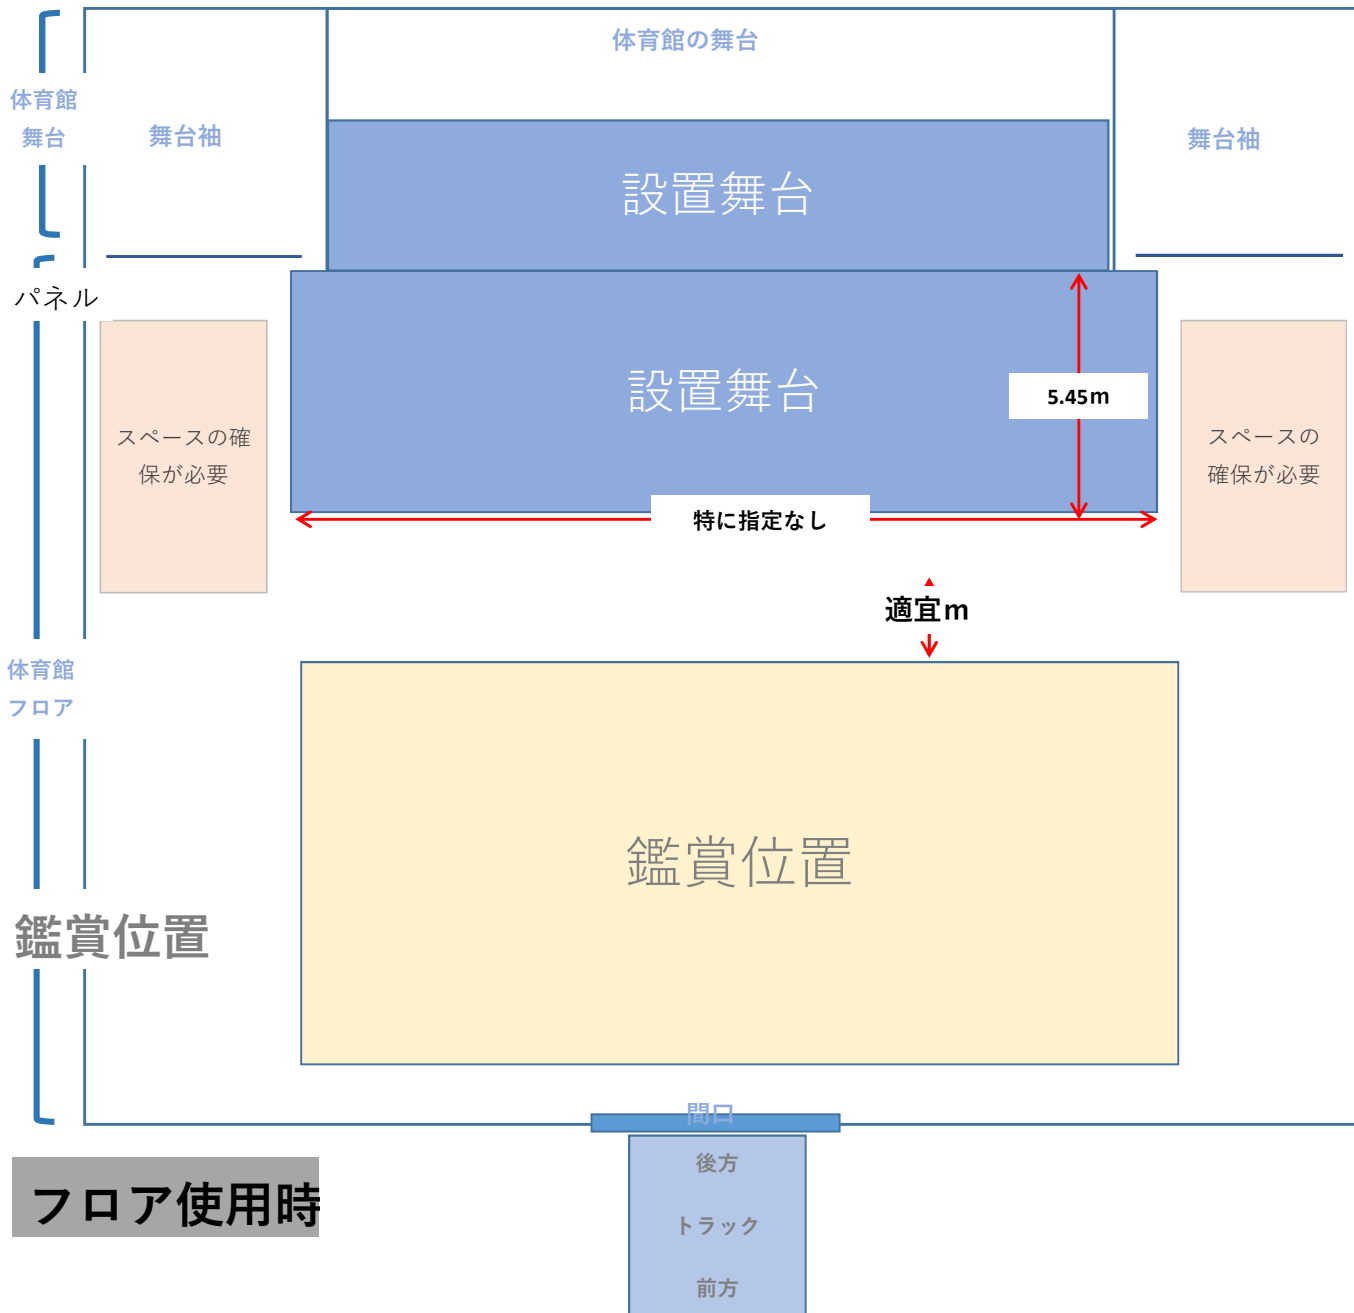 体育館の舞台
体育館
舞台
舞台袖
舞台袖
設置舞台
パネル
設置舞台
5.45m
スペースの確
保が必要
スペースの
確保が必要
特に指定なし
適宜m
体育館
フロア
鑑賞位置
鑑賞位置
間口
後方
トラック
前方
フロア使用時